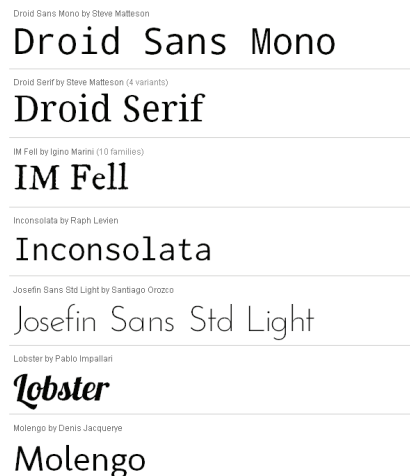 Droid Sans Mono by Steve Matteson
Droid Sans Mono
Droid Serif by Steve Matteson (4 variants)
Droid Serif
IM Fell by Igino Marini (10 families)
IM Fell
Inconsolata by Raph Levien
Inconsolata
Josefin Sans Std Light by Santiago Orozco
Josefin Sans Std Light
Lobster by Pablo Impallari
Lobster
Molengo by Denis Jacquerye
Molengo